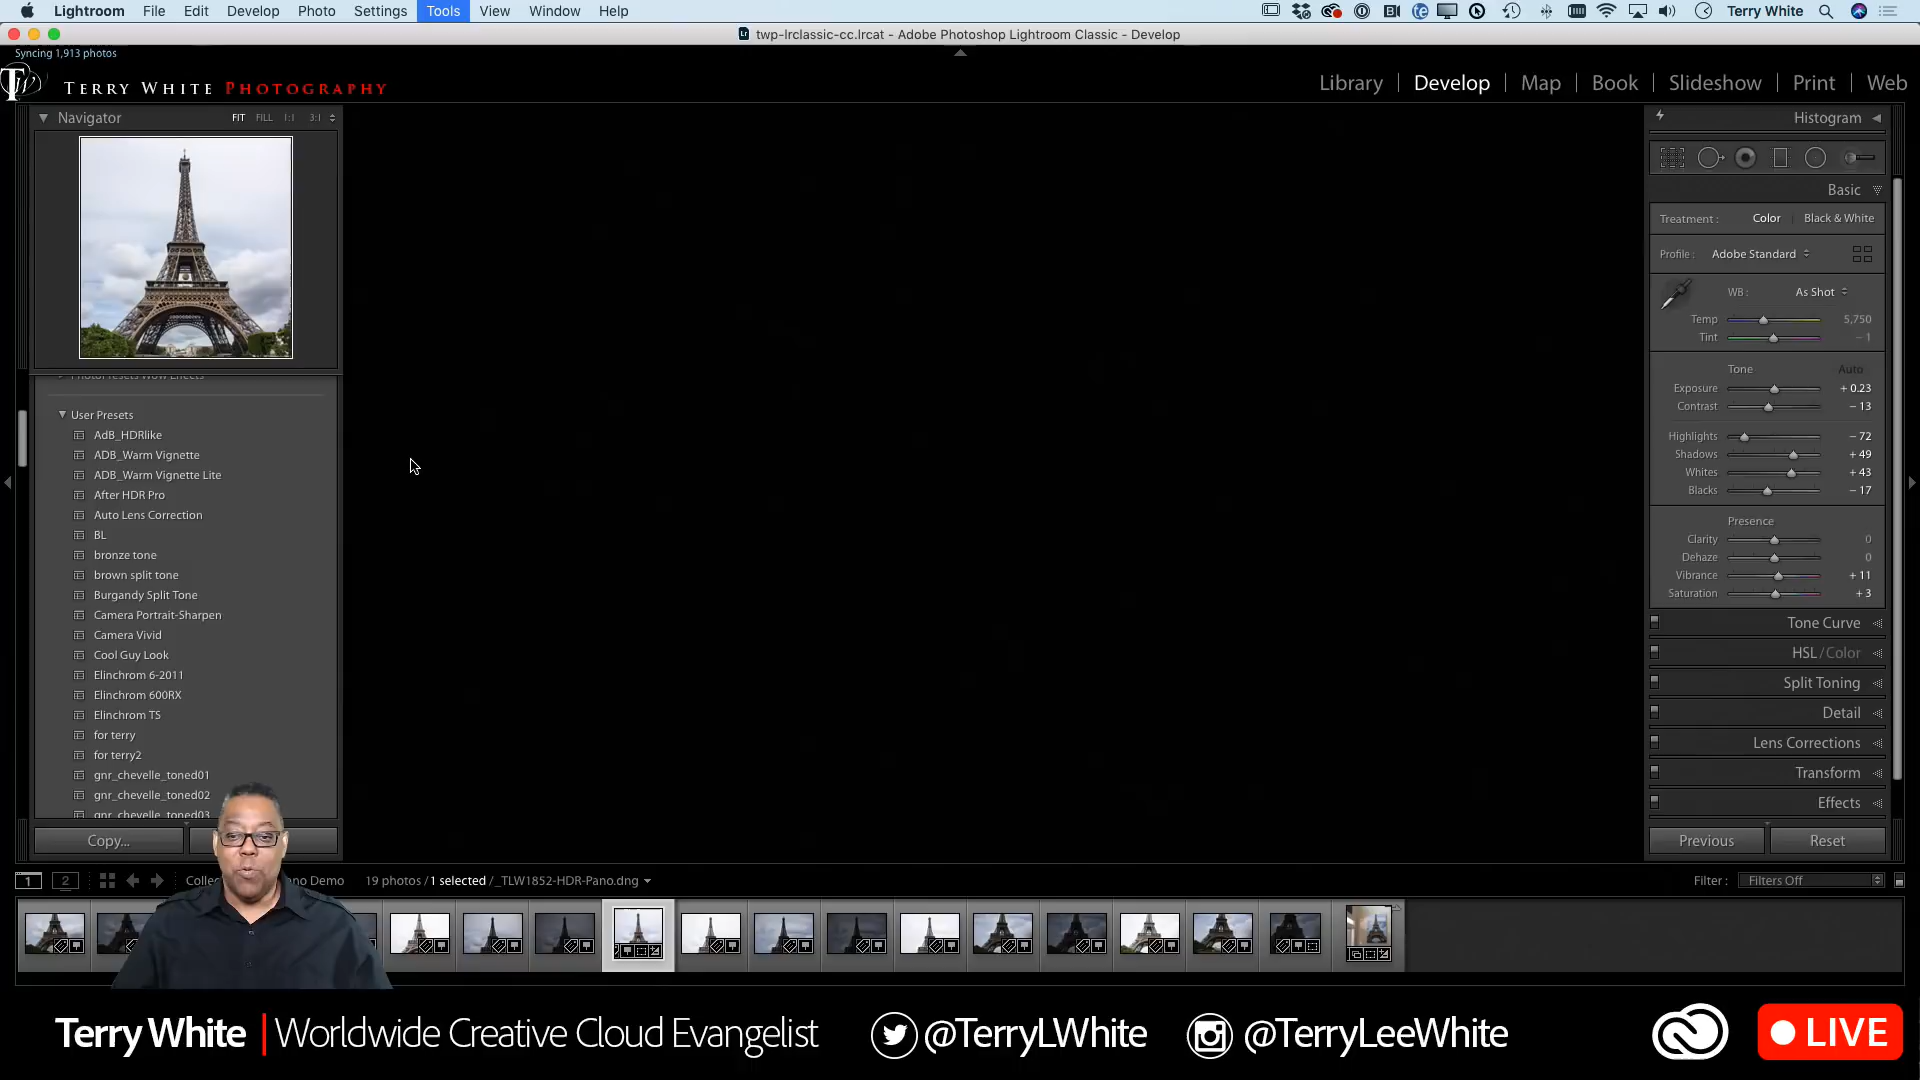 Lightroom File Edit Develop Photo Settings Tools View Window Help Terry White
twp-lrclassic-cc.lrcat - Adobe Photoshop Lightroom Classic - Develop
Syncing 1,913 photos
TERRY WHITE PHOTOGRAPHY
Library | Develop | Map | Book | Slideshow | Print | Web
Navigator FIT FILL 1:1 3:1
Histogram
Basic
Treatment : Color Black & White
Profile : Adobe Standard
WB : As Shot
Temp 5,750
Tint – 1
Tone Auto
Exposure + 0.23
Contrast – 13
Highlights – 72
Shadows + 49
Whites + 43
Blacks – 17
Presence
Clarity 0
Dehaze 0
Vibrance + 11
Saturation + 3
Tone Curve
HSL / Color
Split Toning
Detail
Lens Corrections
Transform
Effects
Previous Reset
User Presets
AdB_HDRlike
ADB_Warm Vignette
ADB_Warm Vignette Lite
After HDR Pro
Auto Lens Correction
BL
bronze tone
brown split tone
Burgandy Split Tone
Camera Portrait-Sharpen
Camera Vivid
Cool Guy Look
Elinchrom 6-2011
Elinchrom 600RX
Elinchrom TS
for terry
for terry2
gnr_chevelle_toned01
gnr_chevelle_toned02
gnr_chevelle_toned03
Copy...
1 2 Demo 19 photos / 1 selected / _TLW1852-HDR-Pano.dng Filter : Filters Off
Terry White | Worldwide Creative Cloud Evangelist @TerryLWhite @TerryLeeWhite LIVE